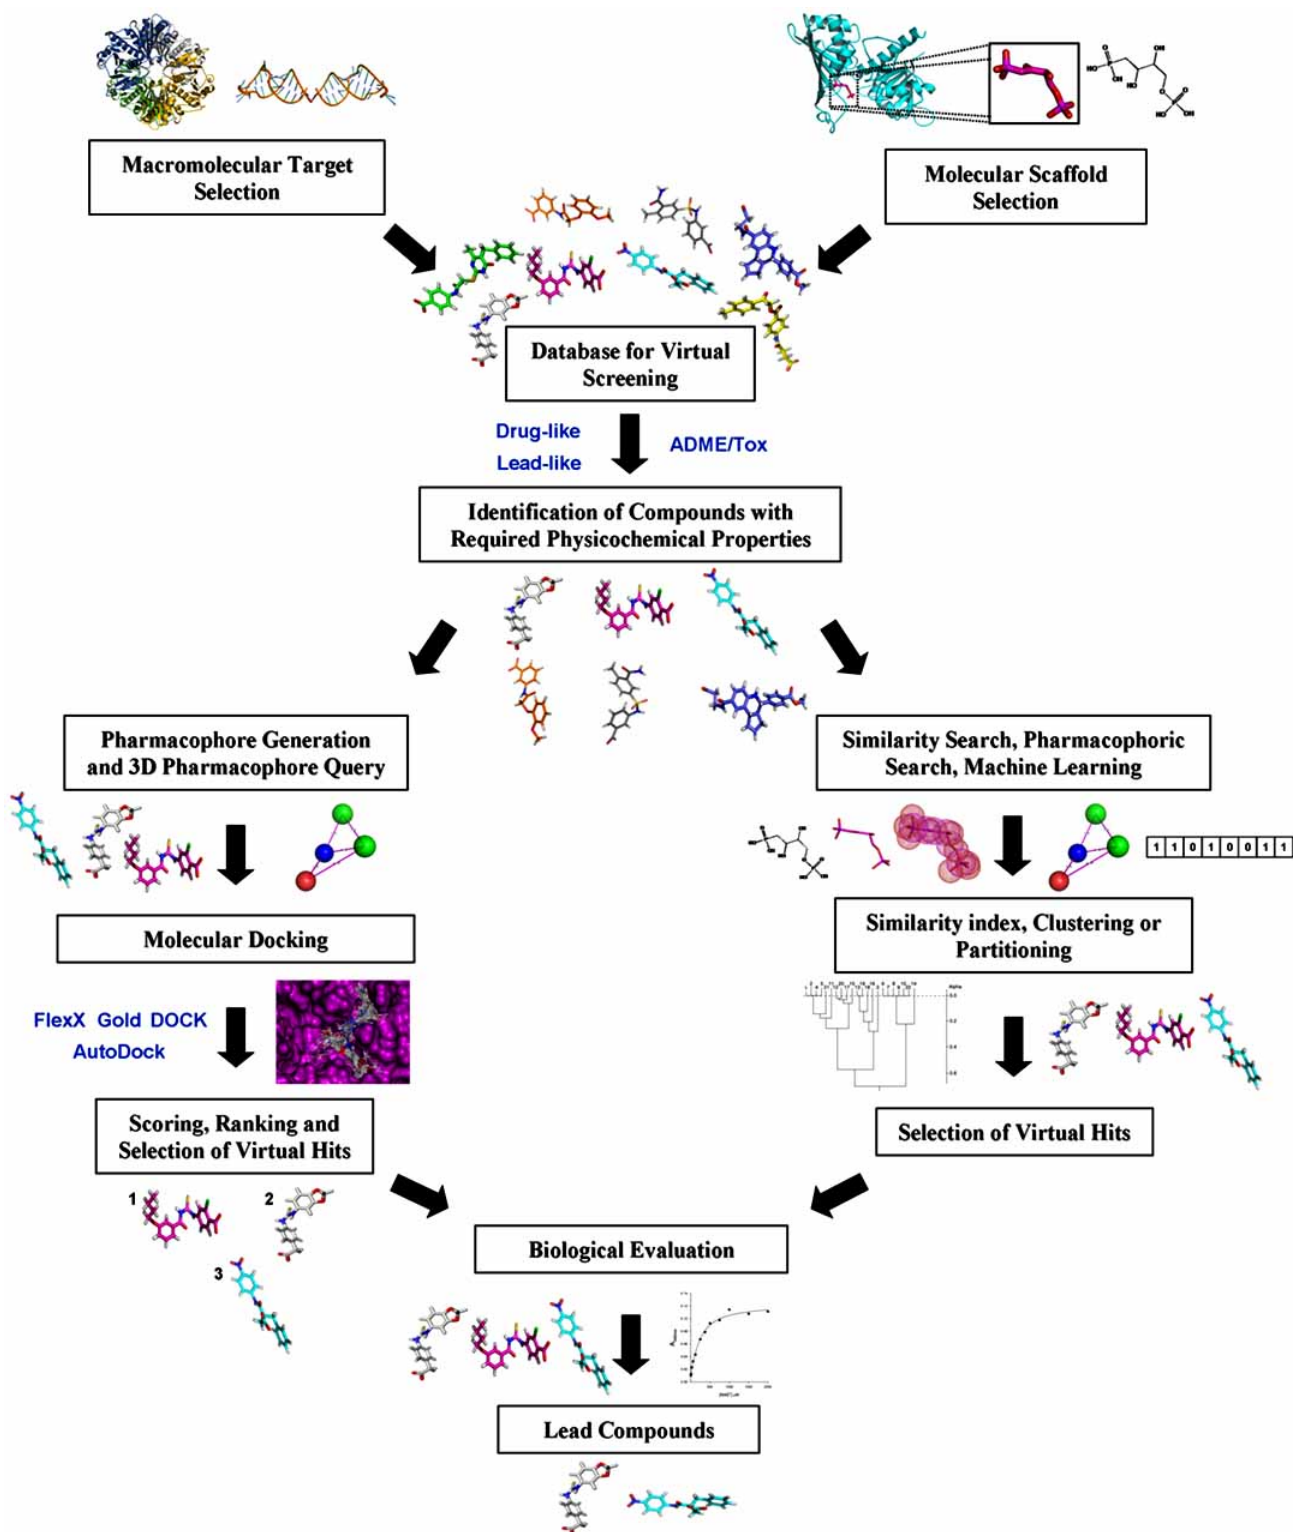 Macromolecular Target
Selection
Molecular Scaffold
Selection
Database for Virtual
Screening
Drug-like
Lead-like
ADME/Tox
Identification of Compounds with
Required Physicochemical Properties
Pharmacophore Generation
and 3D Pharmacophore Query
Similarity Search, Pharmacophoric
Search, Machine Learning
1 1 0 1 0 0 1 1
Molecular Docking
Similarity index, Clustering or
Partitioning
FlexX Gold DOCK
AutoDock
Scoring, Ranking and
Selection of Virtual Hits
Selection of Virtual Hits
1
2
3
Biological Evaluation
Lead Compounds